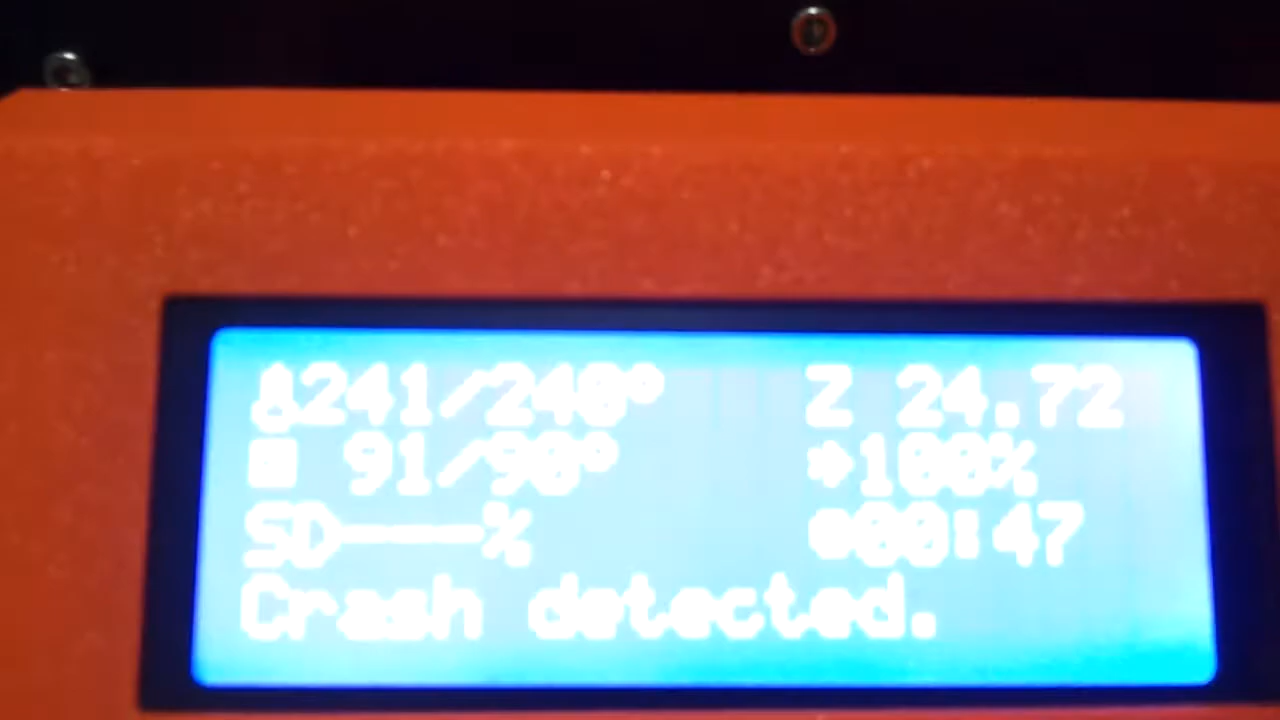 241/240° Z 24.72
91/90° 100%
SD----% 00:47
Crash detected.